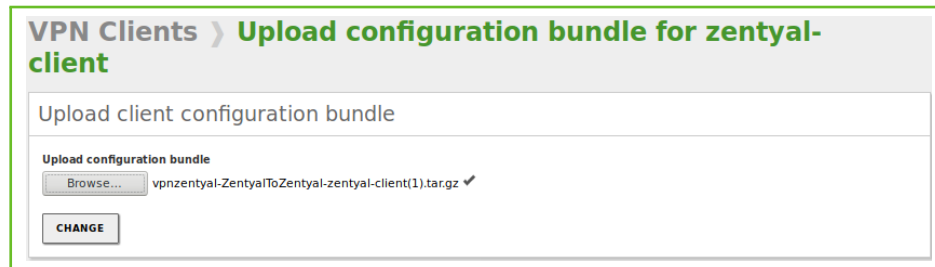 VPN Clients ❭ Upload configuration bundle for zentyal-
client
Upload client configuration bundle
Upload configuration bundle
Browse... vpnzentyal-ZentyalToZentyal-zentyal-client(1).tar.gz ✔
CHANGE